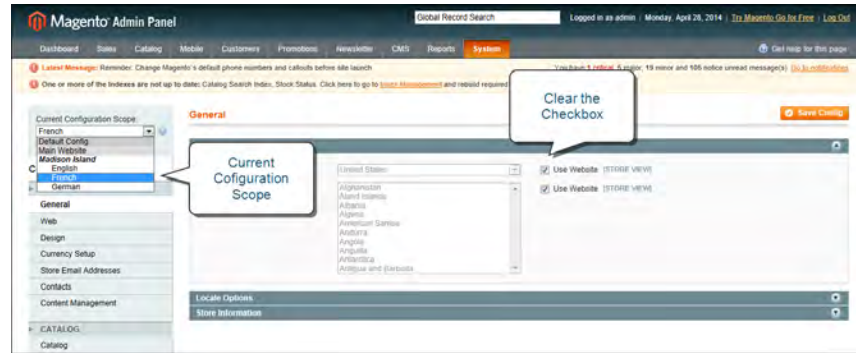 Magento Admin Panel
Global Record Search
Logged in as admin | Monday, April 28, 2014 | Try Magento Go for Free | Log Out
Dashboard Sales Catalog Mobile Customers Promotions Newsletter CMS Reports System
Get help for this page
Latest Message: Reminder: Change Magento's default phone numbers and callouts before site launch
You have 1 critical, 5 major, 19 minor and 106 notice unread message(s). Go to notifications
One or more of the Indexes are not up to date: Catalog Search Index, Stock Status. Click here to go to Index Management and rebuild required
Clear the
Checkbox
Current Configuration Scope:
French
Default Config
Main Website
Madison Island
English
French
German
General
Save Config
Current
Cofiguration
Scope
United States
Use Website [STORE VIEW]
Afghanistan
Åland Islands
Albania
Algeria
American Samoa
Andorra
Angola
Anguilla
Antarctica
Antigua and Barbuda
Use Website [STORE VIEW]
C
General
Web
Design
Currency Setup
Store Email Addresses
Contacts
Content Management
Locale Options
Store Information
CATALOG
Catalog